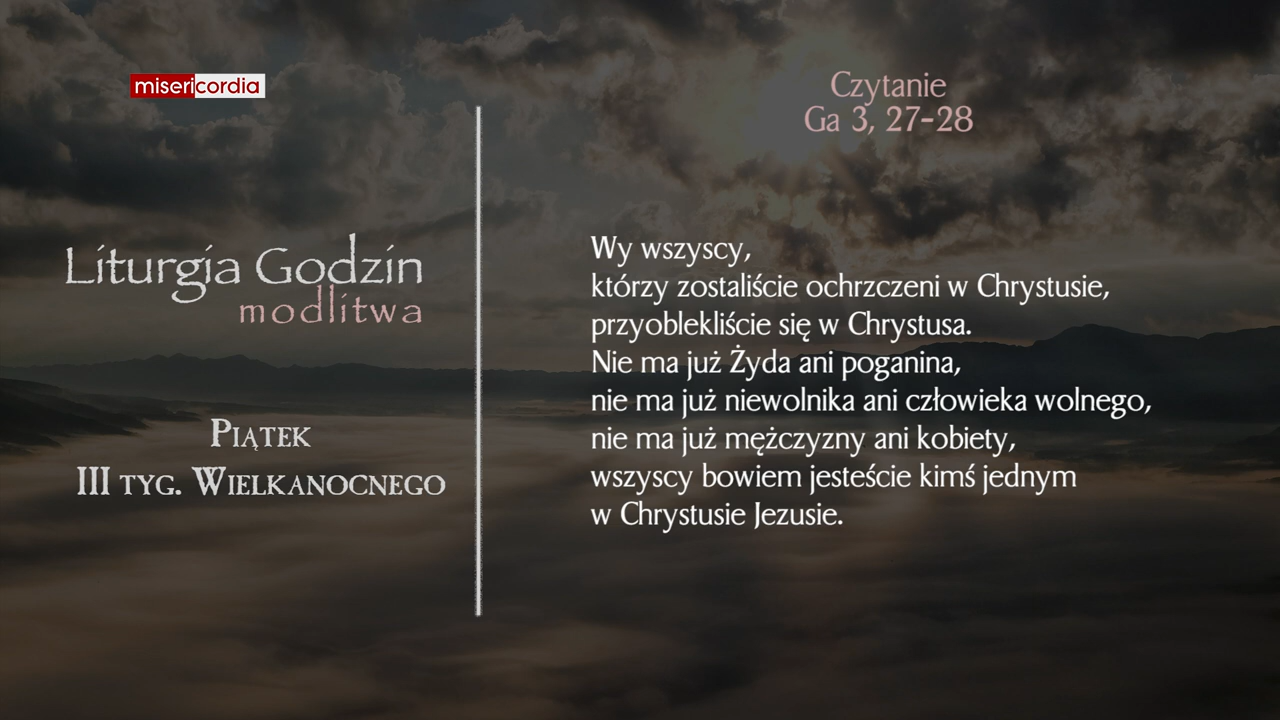 misericordia
Liturgia Godzin
modlitwa
Piątek
III tyg. Wielkanocnego
Czytanie
Ga 3, 27-28
Wy wszyscy,
którzy zostaliście ochrzczeni w Chrystusie,
przyoblekliście się w Chrystusa.
Nie ma już Żyda ani poganina,
nie ma już niewolnika ani człowieka wolnego,
nie ma już mężczyzny ani kobiety,
wszyscy bowiem jesteście kimś jednym
w Chrystusie Jezusie.